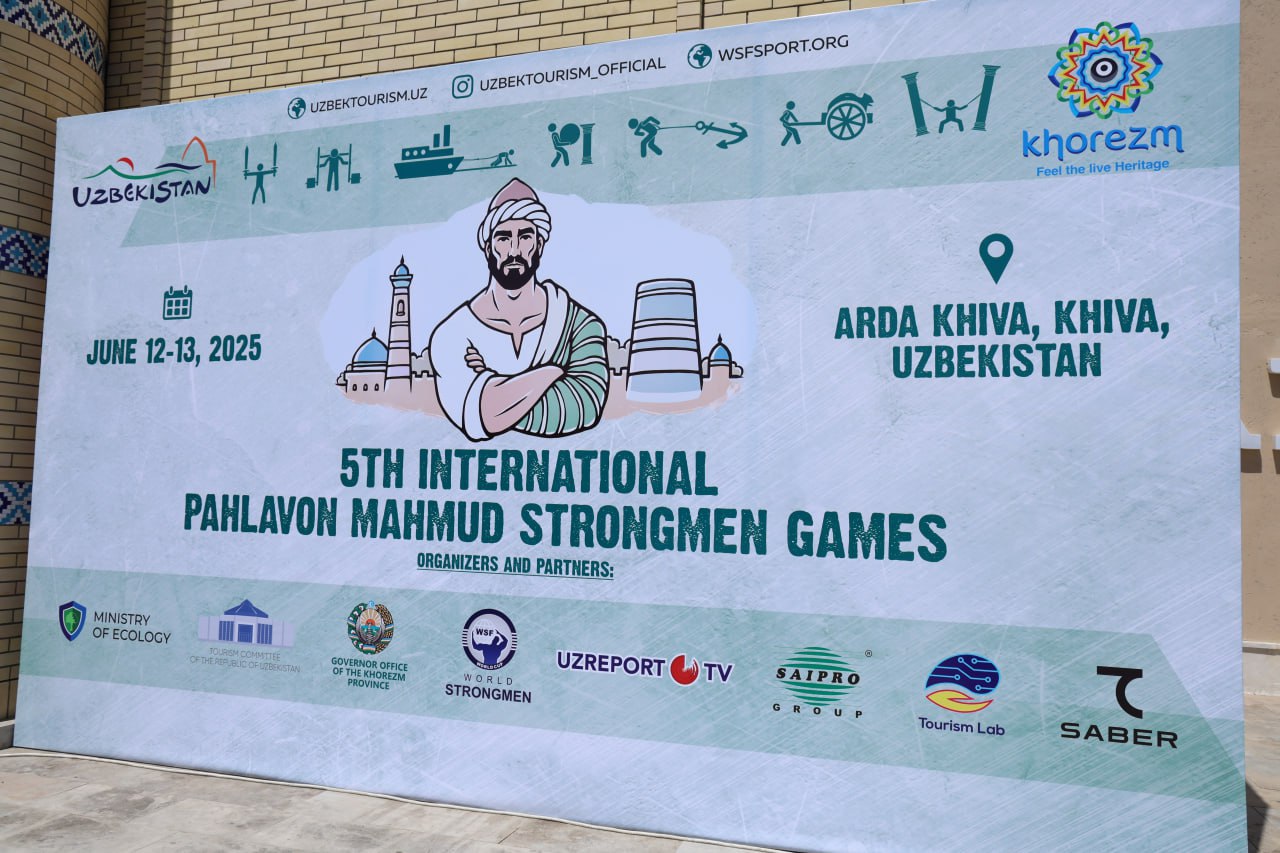 UZBEKTOURISM.UZ
UZBEKTOURISM_OFFICIAL
WSFSPORT.ORG
UZBEKISTAN
khorezm
Feel the live Heritage
JUNE 12-13, 2025
ARDA KHIVA, KHIVA,
UZBEKISTAN
5TH INTERNATIONAL
PAHLAVON MAHMUD STRONGMEN GAMES
ORGANIZERS AND PARTNERS:
MINISTRY
OF ECOLOGY
TOURISM COMMITTEE
OF THE REPUBLIC OF UZBEKISTAN
GOVERNOR OFFICE
OF THE KHOREZM
PROVINCE
WSF
WORLD CUP
WORLD
STRONGMEN
UZREPORT TV
SAIPRO ®
GROUP
Tourism Lab
SABER